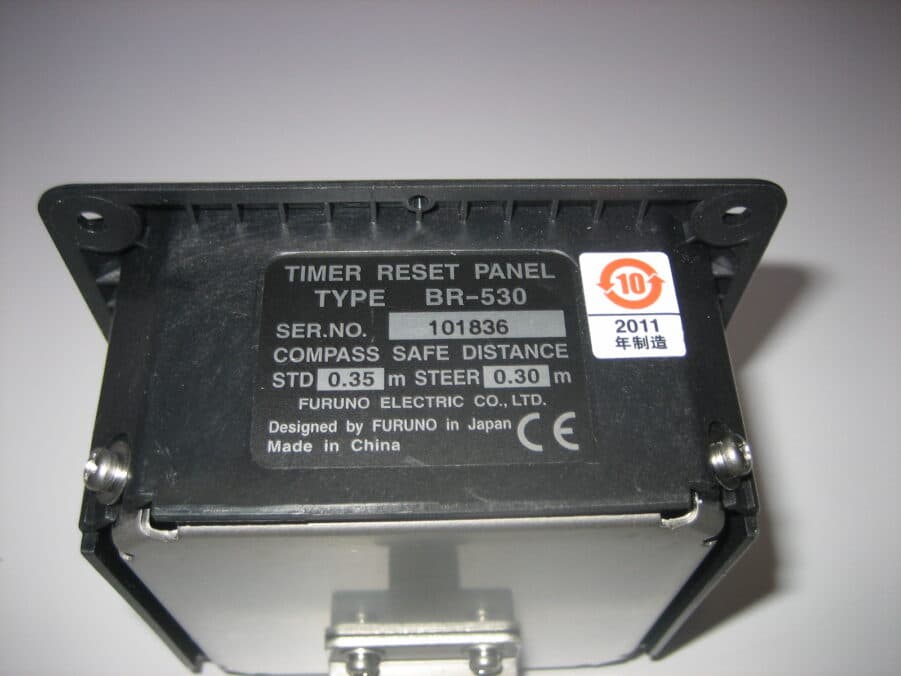 TIMER RESET PANEL
TYPE BR-530
SER.NO. 101836
COMPASS SAFE DISTANCE
STD 0.35 m STEER 0.30 m
FURUNO ELECTRIC CO., LTD.
Designed by FURUNO in Japan
Made in China
CE
10
2011
年制造